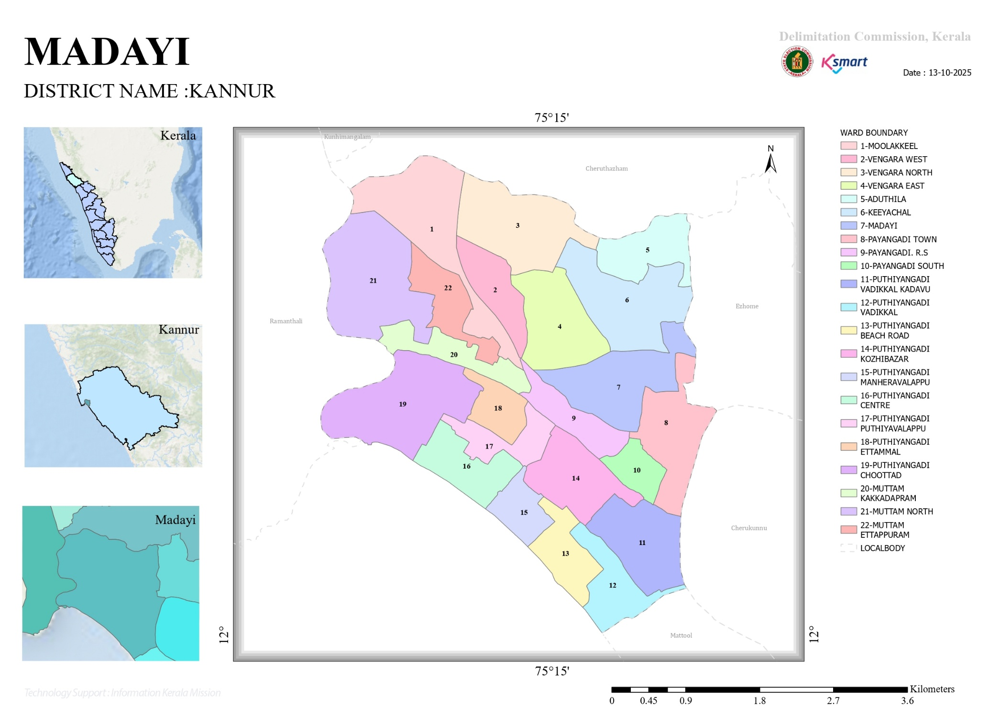 MADAYI
DISTRICT NAME :KANNUR
Delimitation Commission, Kerala
STATE ELECTION COMMISSION
KERALA
Ksmart
Date : 13-10-2025
Kerala
Kannur
Madayi
75°15'
Kunhimangalam
Cheruthazham
N
1
3
5
21
22
2
6
Ezhome
Ramanthali
4
20
7
19
18
9
8
17
16
10
14
15
Cherukunnu
11
13
12
Mattool
12°
12°
75°15'
WARD BOUNDARY
1-MOOLAKKEEL
2-VENGARA WEST
3-VENGARA NORTH
4-VENGARA EAST
5-ADUTHILA
6-KEEYACHAL
7-MADAYI
8-PAYANGADI TOWN
9-PAYANGADI. R.S
10-PAYANGADI SOUTH
11-PUTHIYANGADI
VADIKKAL KADAVU
12-PUTHIYANGADI
VADIKKAL
13-PUTHIYANGADI
BEACH ROAD
14-PUTHIYANGADI
KOZHIBAZAR
15-PUTHIYANGADI
MANHERAVALAPPU
16-PUTHIYANGADI
CENTRE
17-PUTHIYANGADI
PUTHIYAVALAPPU
18-PUTHIYANGADI
ETTAMMAL
19-PUTHIYANGADI
CHOOTTAD
20-MUTTAM
KAKKADAPRAM
21-MUTTAM NORTH
22-MUTTAM
ETTAPPURAM
LOCALBODY
Technology Support : Information Kerala Mission
Kilometers
0 0.45 0.9 1.8 2.7 3.6